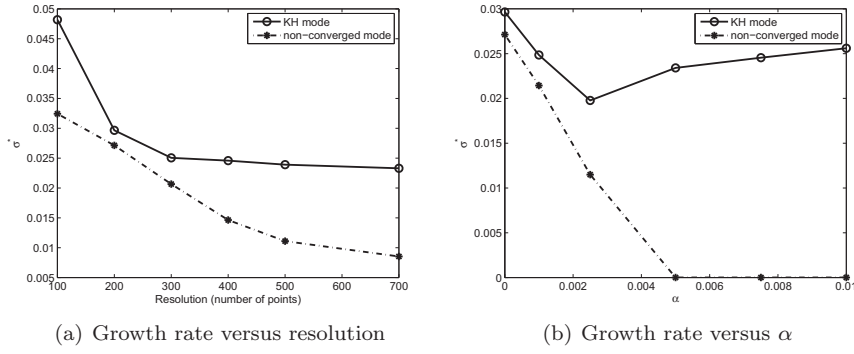 0.05
0.045
0.04
0.035
0.03
0.025
0.02
0.015
0.01
0.005
σ*
100 200 300 400 500 600 700
Resolution (number of points)
KH mode
non-converged mode
(a) Growth rate versus resolution
0.03
0.025
0.02
0.015
0.01
0.005
0
σ*
0 0.002 0.004 0.006 0.008 0.01
α
KH mode
non-converged mode
(b) Growth rate versus α